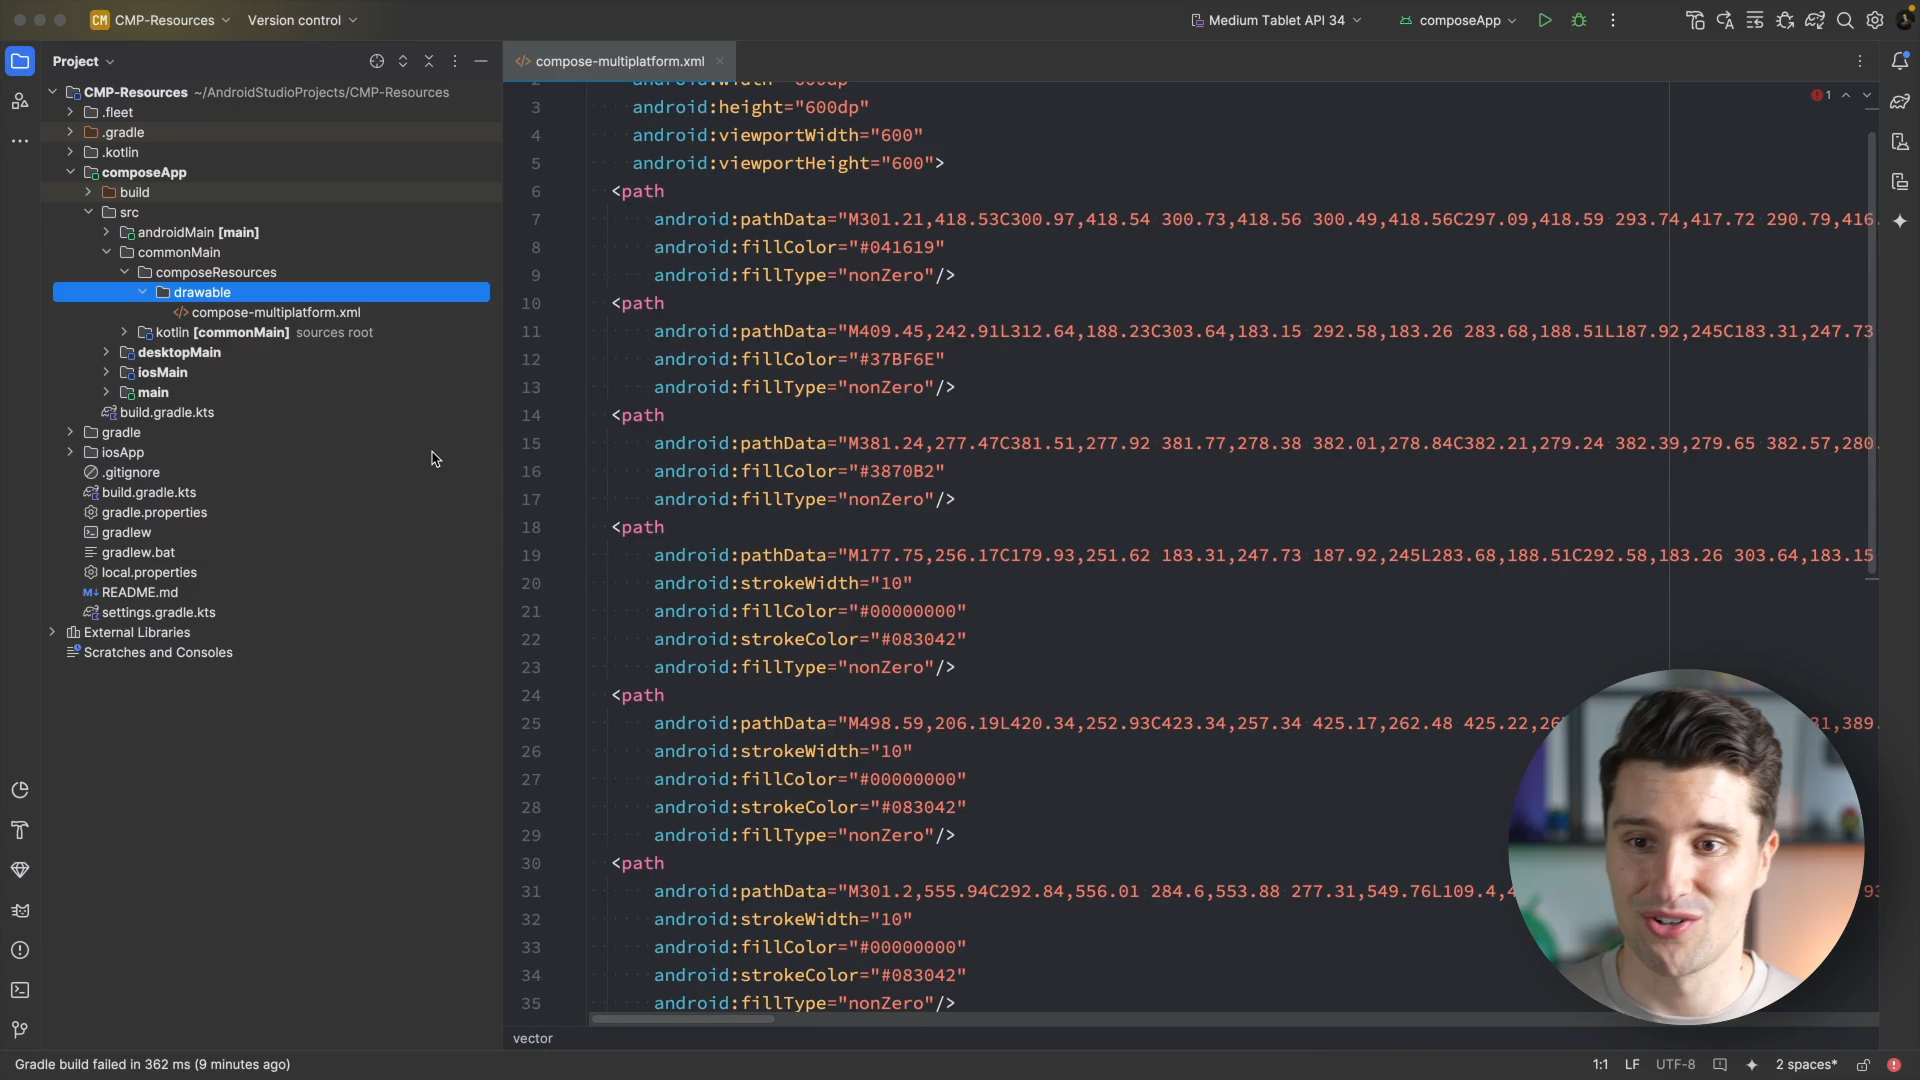 CM CMP-Resources Version control Medium Tablet API 34 composeApp
Project
CMP-Resources ~/AndroidStudioProjects/CMP-Resources
.fleet
.gradle
.kotlin
composeApp
build
src
androidMain [main]
commonMain
composeResources
drawable
</> compose-multiplatform.xml
kotlin [commonMain] sources root
desktopMain
iosMain
main
build.gradle.kts
gradle
iosApp
.gitignore
build.gradle.kts
gradle.properties
gradlew
gradlew.bat
local.properties
M↓ README.md
settings.gradle.kts
External Libraries
Scratches and Consoles
</> compose-multiplatform.xml
1
3 android:height="600dp"
4 android:viewportWidth="600"
5 android:viewportHeight="600">
6 <path
7 android:pathData="M301.21,418.53C300.97,418.54 300.73,418.56 300.49,418.56C297.09,418.59 293.74,417.72 290.79,416.
8 android:fillColor="#041619"
9 android:fillType="nonZero"/>
10 <path
11 android:pathData="M409.45,242.91L312.64,188.23C303.64,183.15 292.58,183.26 283.68,188.51L187.92,245C183.31,247.73
12 android:fillColor="#37BF6E"
13 android:fillType="nonZero"/>
14 <path
15 android:pathData="M381.24,277.47C381.51,277.92 381.77,278.38 382.01,278.84C382.21,279.24 382.39,279.65 382.57,280.
16 android:fillColor="#3870B2"
17 android:fillType="nonZero"/>
18 <path
19 android:pathData="M177.75,256.17C179.93,251.62 183.31,247.73 187.92,245L283.68,188.51C292.58,183.26 303.64,183.15
20 android:strokeWidth="10"
21 android:fillColor="#00000000"
22 android:strokeColor="#083042"
23 android:fillType="nonZero"/>
24 <path
25 android:pathData="M498.59,206.19L420.34,252.93C423.34,257.34 425.17,262.48 425.22,26
26 android:strokeWidth="10"
27 android:fillColor="#00000000"
28 android:strokeColor="#083042"
29 android:fillType="nonZero"/>
30 <path
31 android:pathData="M301.2,555.94C292.84,556.01 284.6,553.88 277.31,549.76L109.4,4
32 android:strokeWidth="10"
33 android:fillColor="#00000000"
34 android:strokeColor="#083042"
35 android:fillType="nonZero"/>
vector
Gradle build failed in 362 ms (9 minutes ago) 1:1 LF UTF-8 2 spaces*